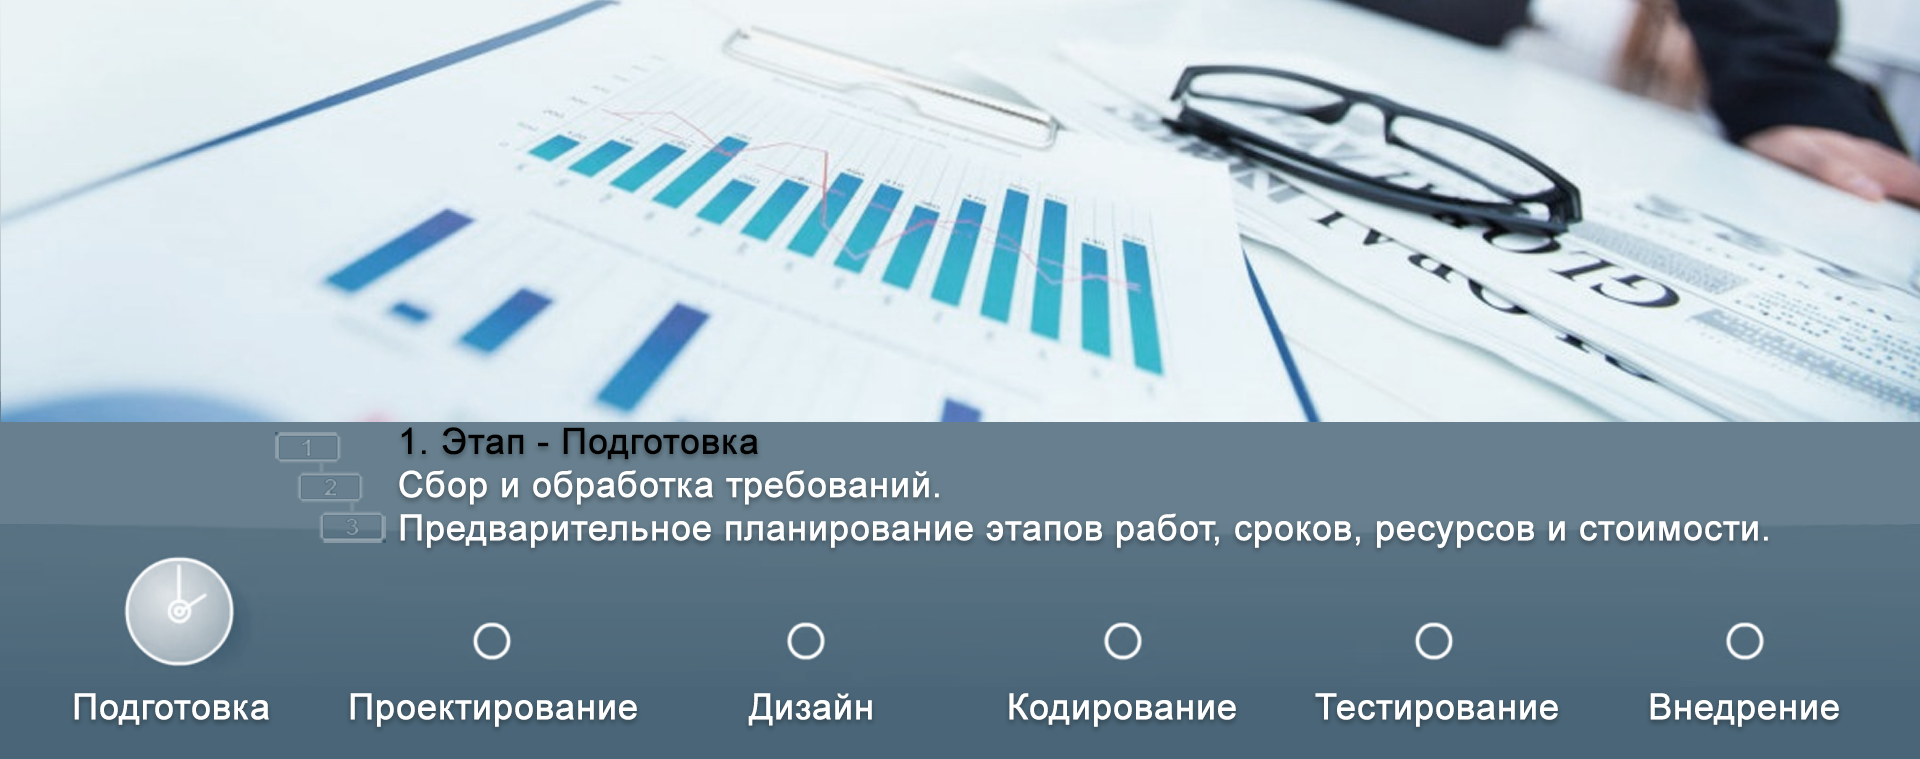 GLOBAL
1
1. Этап - Подготовка
2
Сбор и обработка требований.
3
Предварительное планирование этапов работ, сроков, ресурсов и стоимости.
Подготовка Проектирование Дизайн Кодирование Тестирование Внедрение